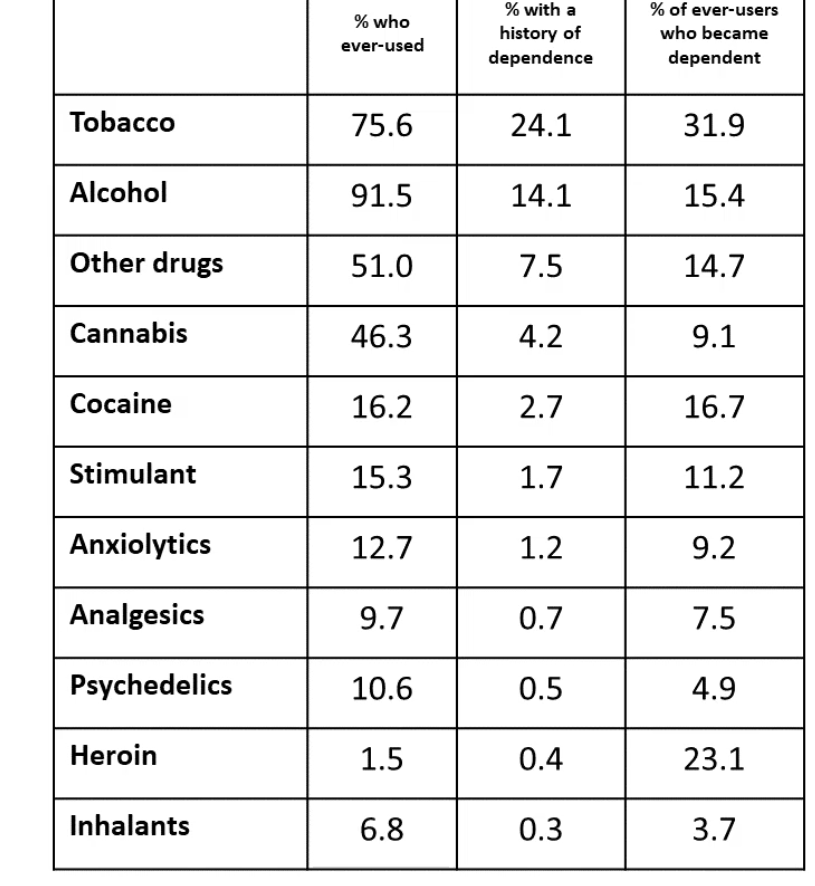 % who
ever-used
% with a
history of
dependence
% of ever-users
who became
dependent
Tobacco 75.6 24.1 31.9
Alcohol 91.5 14.1 15.4
Other drugs 51.0 7.5 14.7
Cannabis 46.3 4.2 9.1
Cocaine 16.2 2.7 16.7
Stimulant 15.3 1.7 11.2
Anxiolytics 12.7 1.2 9.2
Analgesics 9.7 0.7 7.5
Psychedelics 10.6 0.5 4.9
Heroin 1.5 0.4 23.1
Inhalants 6.8 0.3 3.7